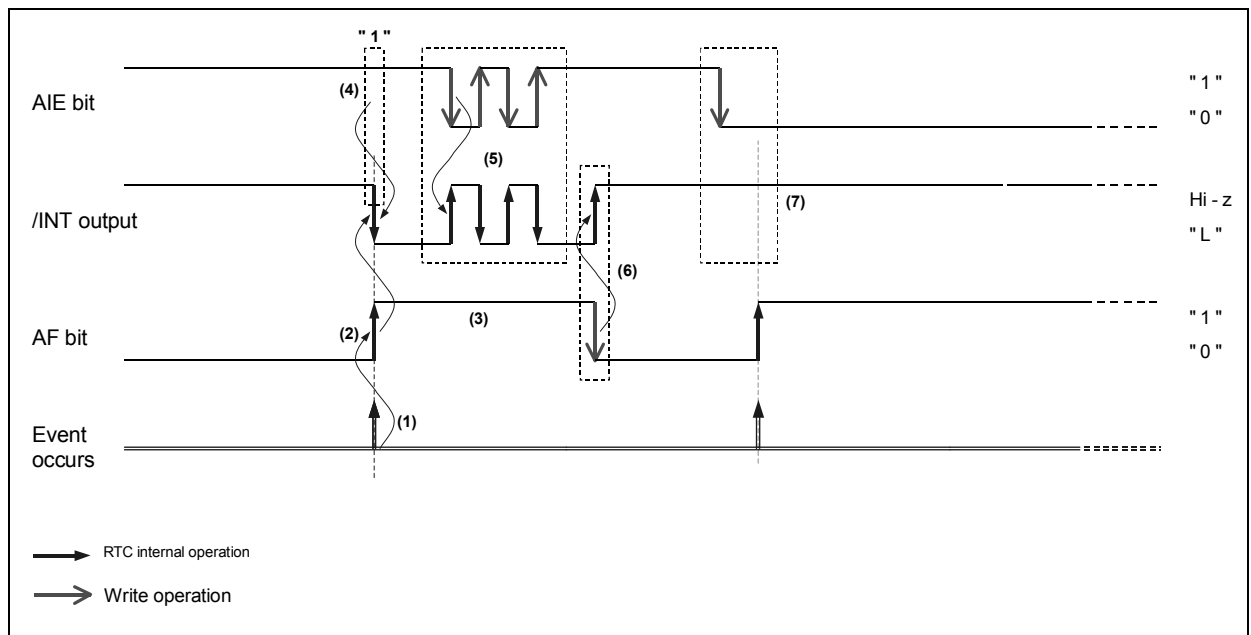 " 1 "
(4)
AIE bit
" 1 "
" 0 "
(5)
/INT output
(7)
Hi - z
" L "
(6)
(2)
(3)
AF bit
" 1 "
" 0 "
(1)
Event
occurs
RTC internal operation
Write operation